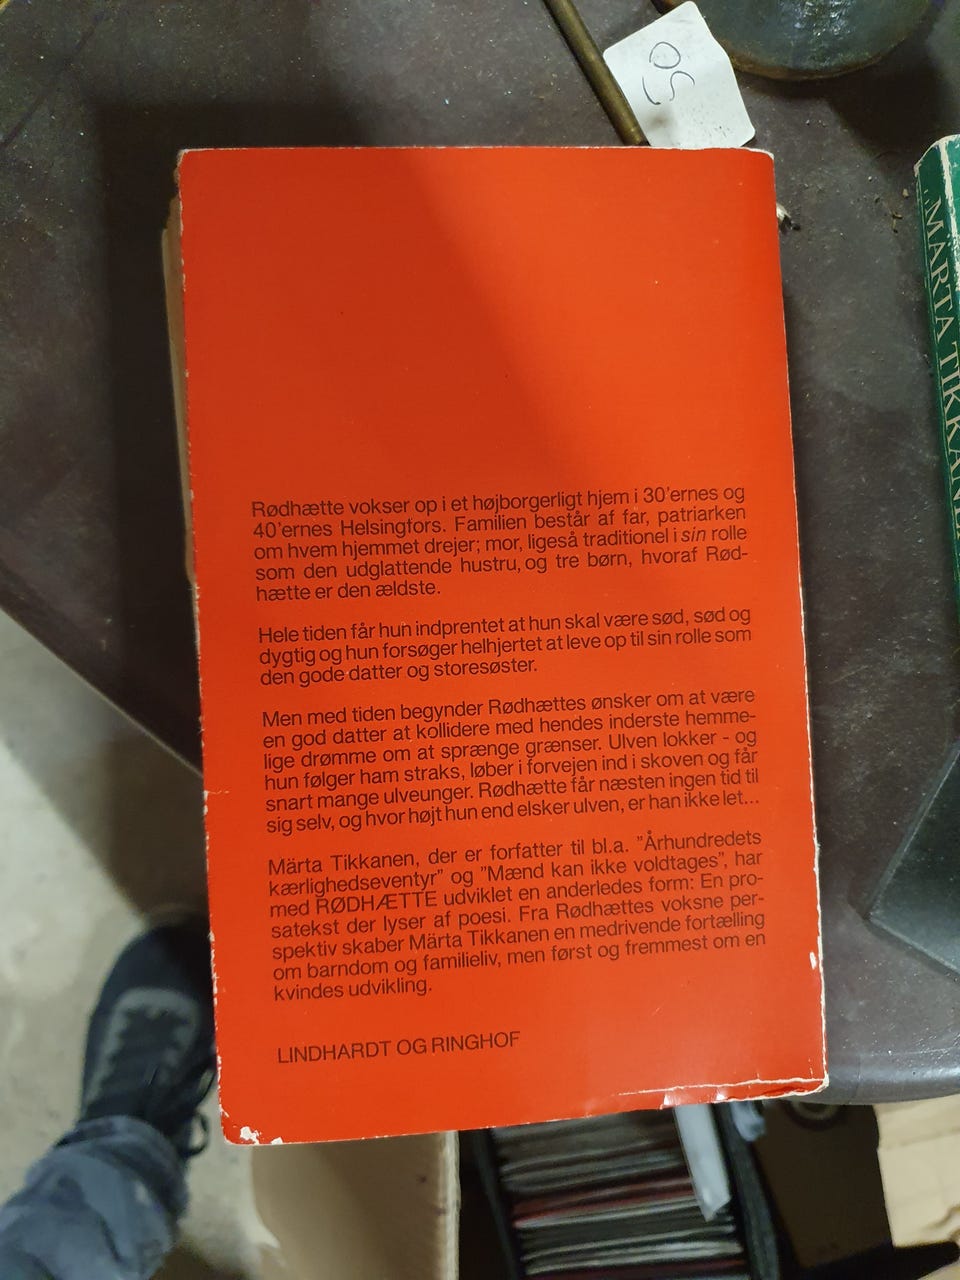 50
MÄRTA TIKKANEN
Rødhætte vokser op i et højborgerligt hjem i 30'ernes og
40'ernes Helsingfors. Familien består af far, patriarken
om hvem hjemmet drejer; mor, ligeså traditionel i sin rolle
som den udglattende hustru, og tre børn, hvoraf Rød-
hætte er den ældste.
Hele tiden får hun indprentet at hun skal være sød, sød og
dygtig og hun forsøger helhjertet at leve op til sin rolle som
den gode datter og storesøster.
Men med tiden begynder Rødhættes ønsker om at være
en god datter at kollidere med hendes inderste hemme-
lige drømme om at sprænge grænser. Ulven lokker - og
hun følger ham straks, løber i forvejen ind i skoven og får
snart mange ulveunger. Rødhætte får næsten ingen tid til
sig selv, og hvor højt hun end elsker ulven, er han ikke let...
Märta Tikkanen, der er forfatter til bl.a. "Århundredets
kærlighedseventyr" og "Mænd kan ikke voldtages", har
med RØDHÆTTE udviklet en anderledes form: En pro-
satekst der lyser af poesi. Fra Rødhættes voksne per-
spektiv skaber Märta Tikkanen en medrivende fortælling
om barndom og familieliv, men først og fremmest om en
kvindes udvikling.
LINDHARDT OG RINGHOF